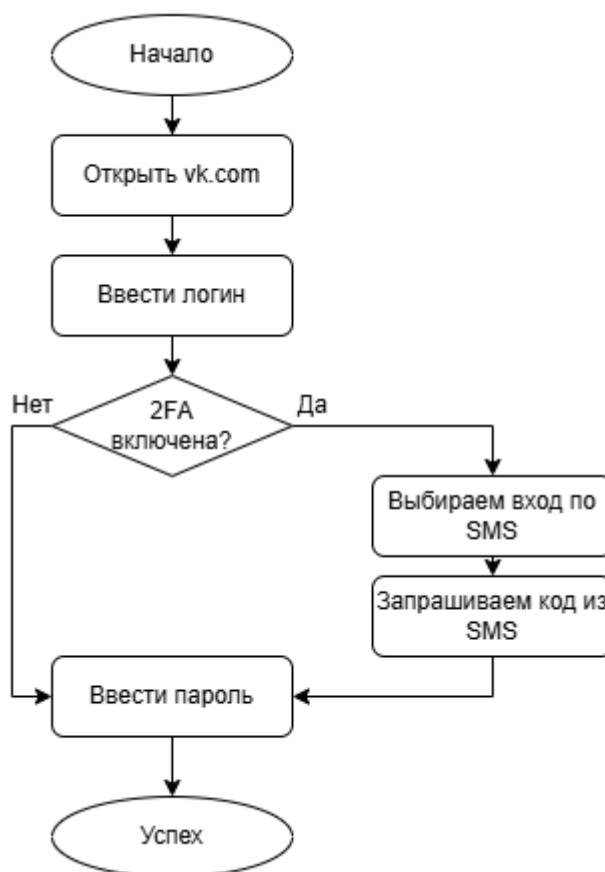 Начало
Открыть vk.com
Ввести логин
Нет
2FA
включена?
Да
Выбираем вход по
SMS
Запрашиваем код из
SMS
Ввести пароль
Успех